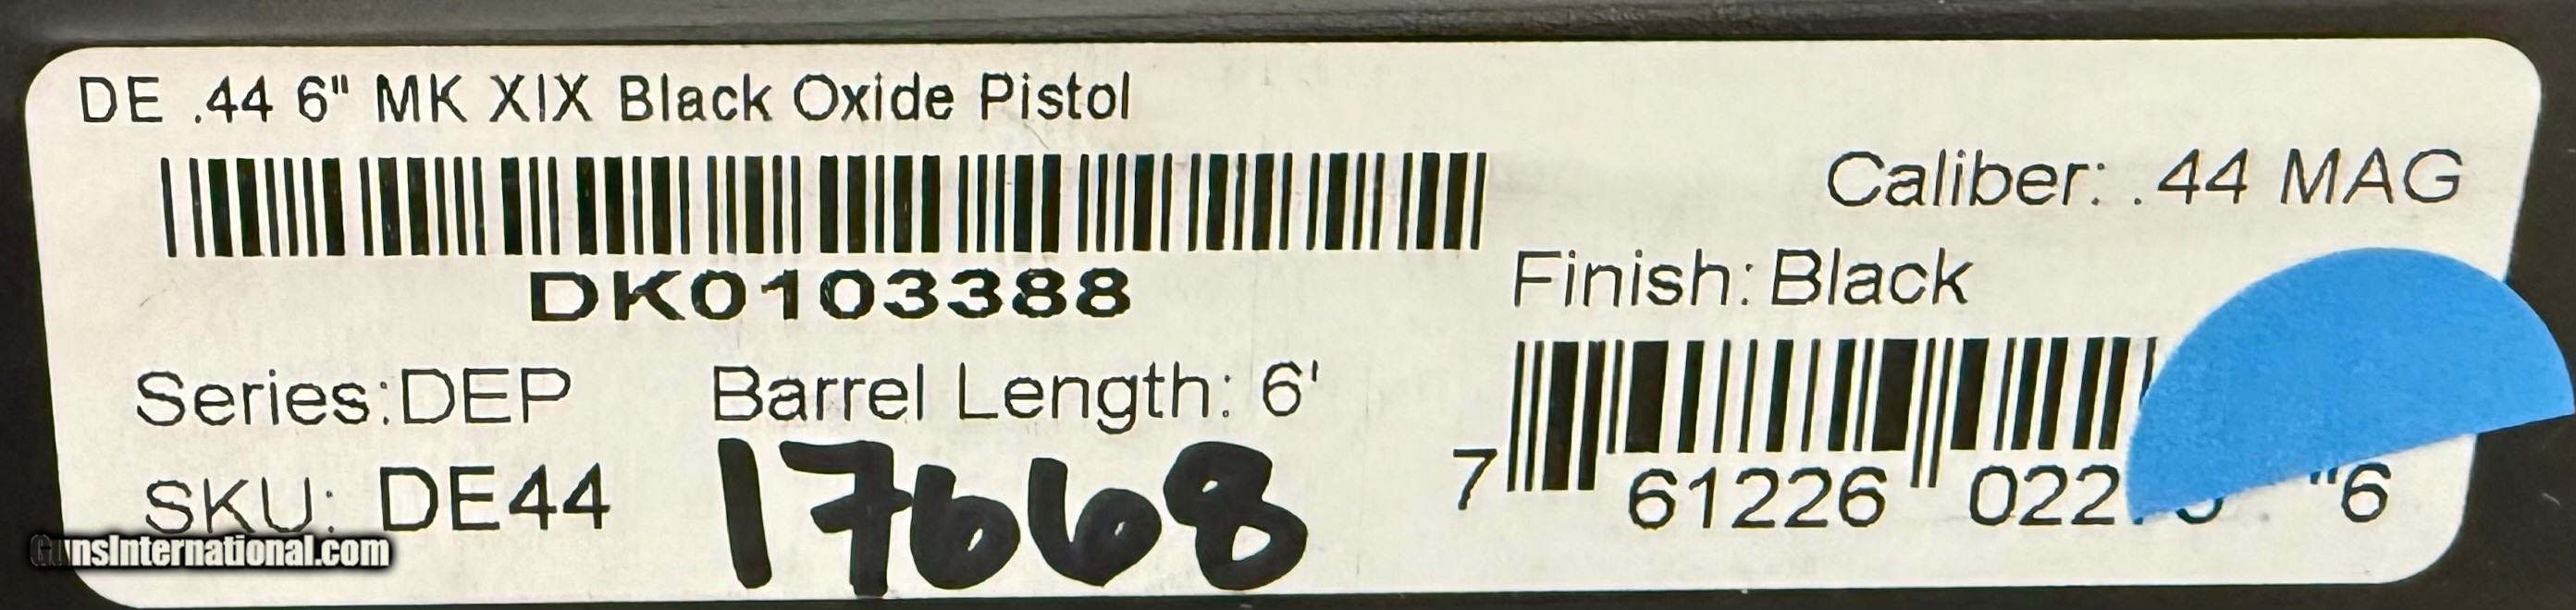 DE .44 6" MK XIX Black Oxide Pistol
Caliber: .44 MAG
DK0103388
Finish: Black
Series:DEP
Barrel Length: 6'
SKU: DE44
17668
7 61226 022 6
GunsInternational.com